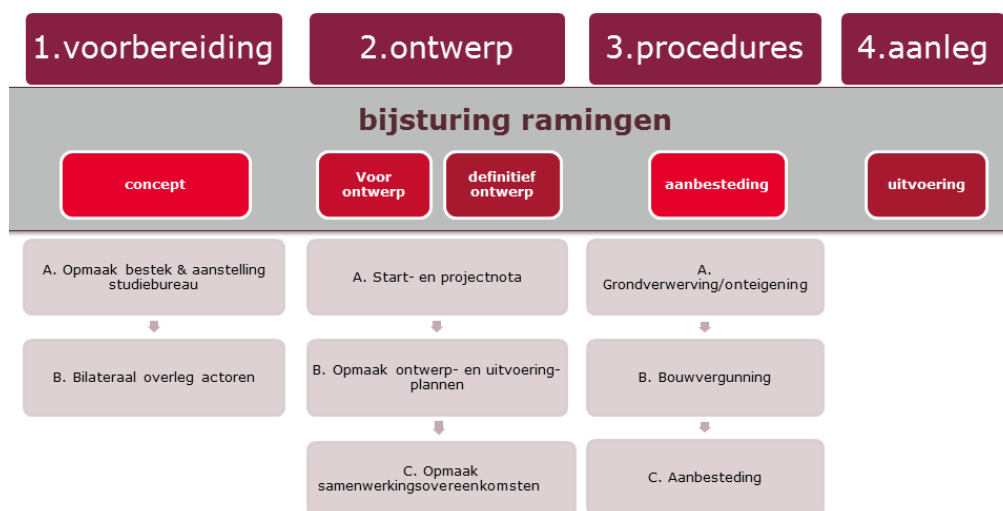 1.voorbereiding
2.ontwerp
3.procedures
4.aanleg
bijsturing ramingen
concept
Voor
ontwerp
definitief
ontwerp
aanbesteding
uitvoering
A. Opmaak bestek & aanstelling
studiebureau
B. Bilateraal overleg actoren
A. Start- en projectnota
B. Opmaak ontwerp- en uitvoering-
plannen
C. Opmaak
samenwerkingsovereenkomsten
A.
Grondverwerving/onteigening
B. Bouwvergunning
C. Aanbesteding